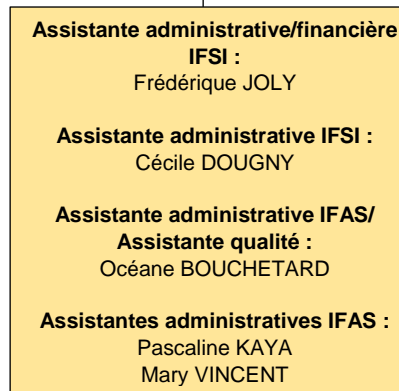 Assistante administrative/financière
IFSI :
Frédérique JOLY
Assistante administrative IFSI :
Cécile DOUGNY
Assistante administrative IFAS/
Assistante qualité :
Océane BOUCHETARD
Assistantes administratives IFAS :
Pascaline KAYA
Mary VINCENT